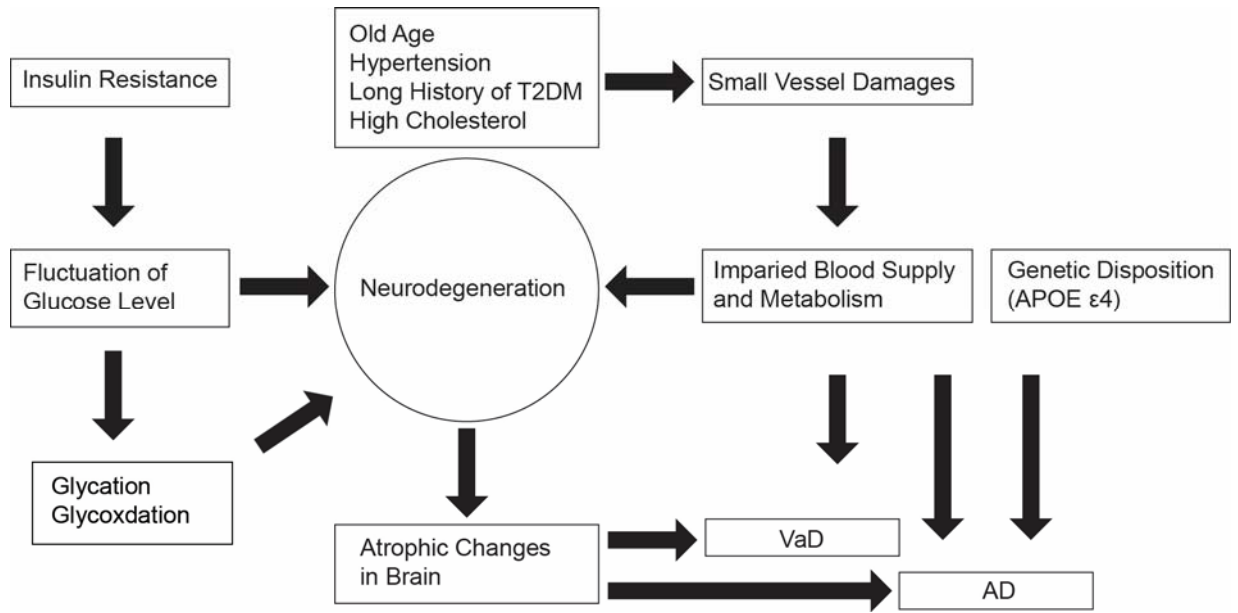 Insulin Resistance
Old Age
Hypertension
Long History of T2DM
High Cholesterol
Small Vessel Damages
Fluctuation of
Glucose Level
Neurodegeneration
Imparied Blood Supply
and Metabolism
Genetic Disposition
(APOE ε4)
Glycation
Glycoxdation
Atrophic Changes
in Brain
VaD
AD